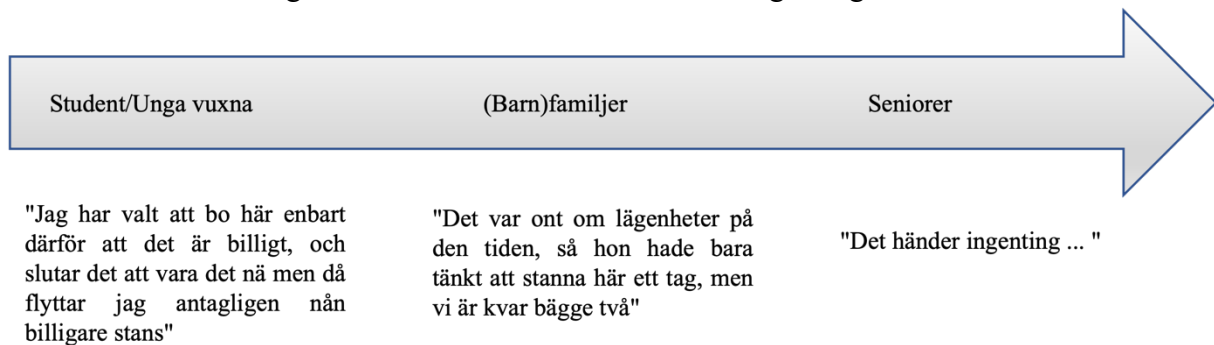 Student/Unga vuxna
(Barn)familjer
Seniorer
"Jag har valt att bo här enbart
därför att det är billigt, och
slutar det att vara det nä men då
flyttar jag antagligen nån
billigare stans"
"Det var ont om lägenheter på
den tiden, så hon hade bara
tänkt att stanna här ett tag, men
vi är kvar bägge två"
"Det händer ingenting ... "